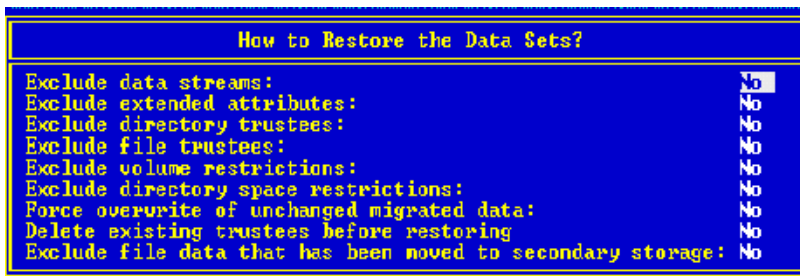 How to Restore the Data Sets?
Exclude data streams: No
Exclude extended attributes: No
Exclude directory trustees: No
Exclude file trustees: No
Exclude volume restrictions: No
Exclude directory space restrictions: No
Force overwrite of unchanged migrated data: No
Delete existing trustees before restoring No
Exclude file data that has been moved to secondary storage: No